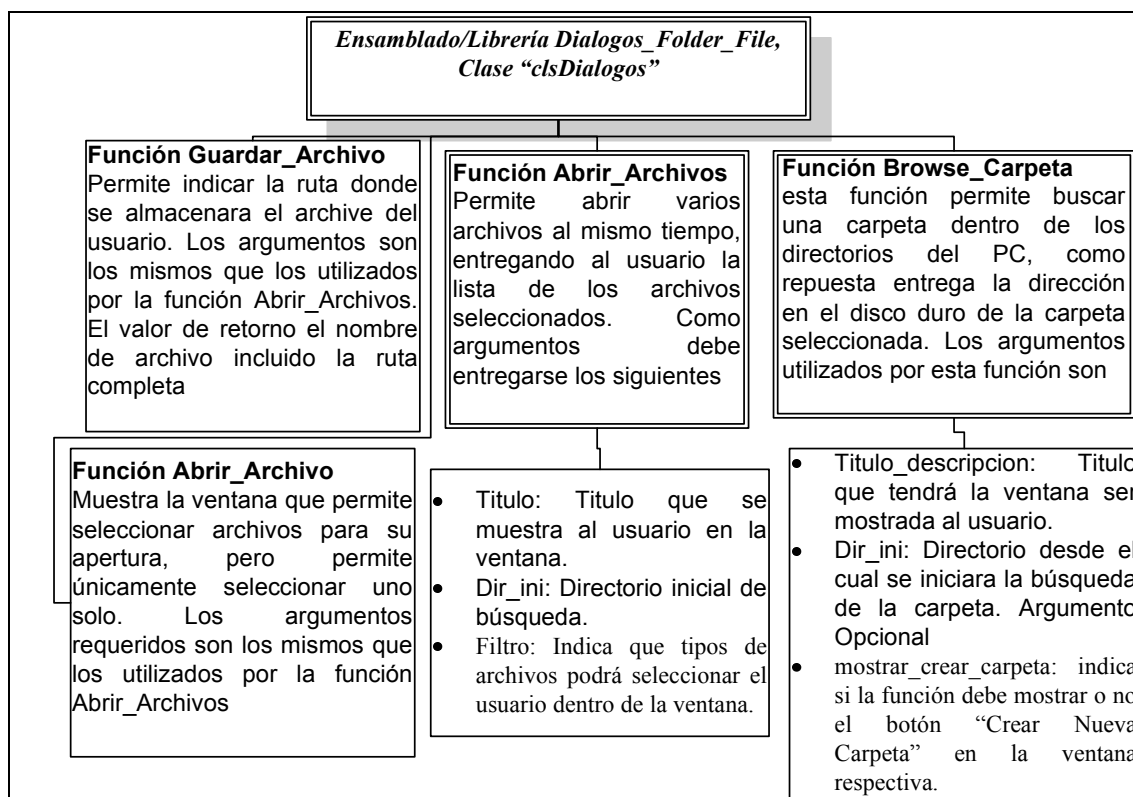 Ensamblado/Librería Dialogos_Folder_File,
Clase “clsDialogos”
Función Guardar_Archivo
Permite indicar la ruta donde
se almacenara el archive del
usuario. Los argumentos son
los mismos que los utilizados
por la función Abrir_Archivos.
El valor de retorno el nombre
de archivo incluido la ruta
completa
Función Abrir_Archivos
Permite abrir varios
archivos al mismo tiempo,
entregando al usuario la
lista de los archivos
seleccionados. Como
argumentos debe
entregarse los siguientes
Función Browse_Carpeta
esta función permite buscar
una carpeta dentro de los
directorios del PC, como
repuesta entrega la dirección
en el disco duro de la carpeta
seleccionada. Los argumentos
utilizados por esta función son
Función Abrir_Archivo
Muestra la ventana que permite
seleccionar archivos para su
apertura, pero permite
únicamente seleccionar uno
solo. Los argumentos
requeridos son los mismos que
los utilizados por la función
Abrir_Archivos
• Titulo: Titulo que se
muestra al usuario en la
ventana.
• Dir_ini: Directorio inicial de
búsqueda.
• Filtro: Indica que tipos de
archivos podrá seleccionar el
usuario dentro de la ventana.
• Titulo_descripcion: Titulo
que tendrá la ventana ser
mostrada al usuario.
• Dir_ini: Directorio desde el
cual se iniciara la búsqueda
de la carpeta. Argumento
Opcional
• mostrar_crear_carpeta: indica
si la función debe mostrar o no
el botón “Crear Nueva
Carpeta” en la ventana
respectiva.